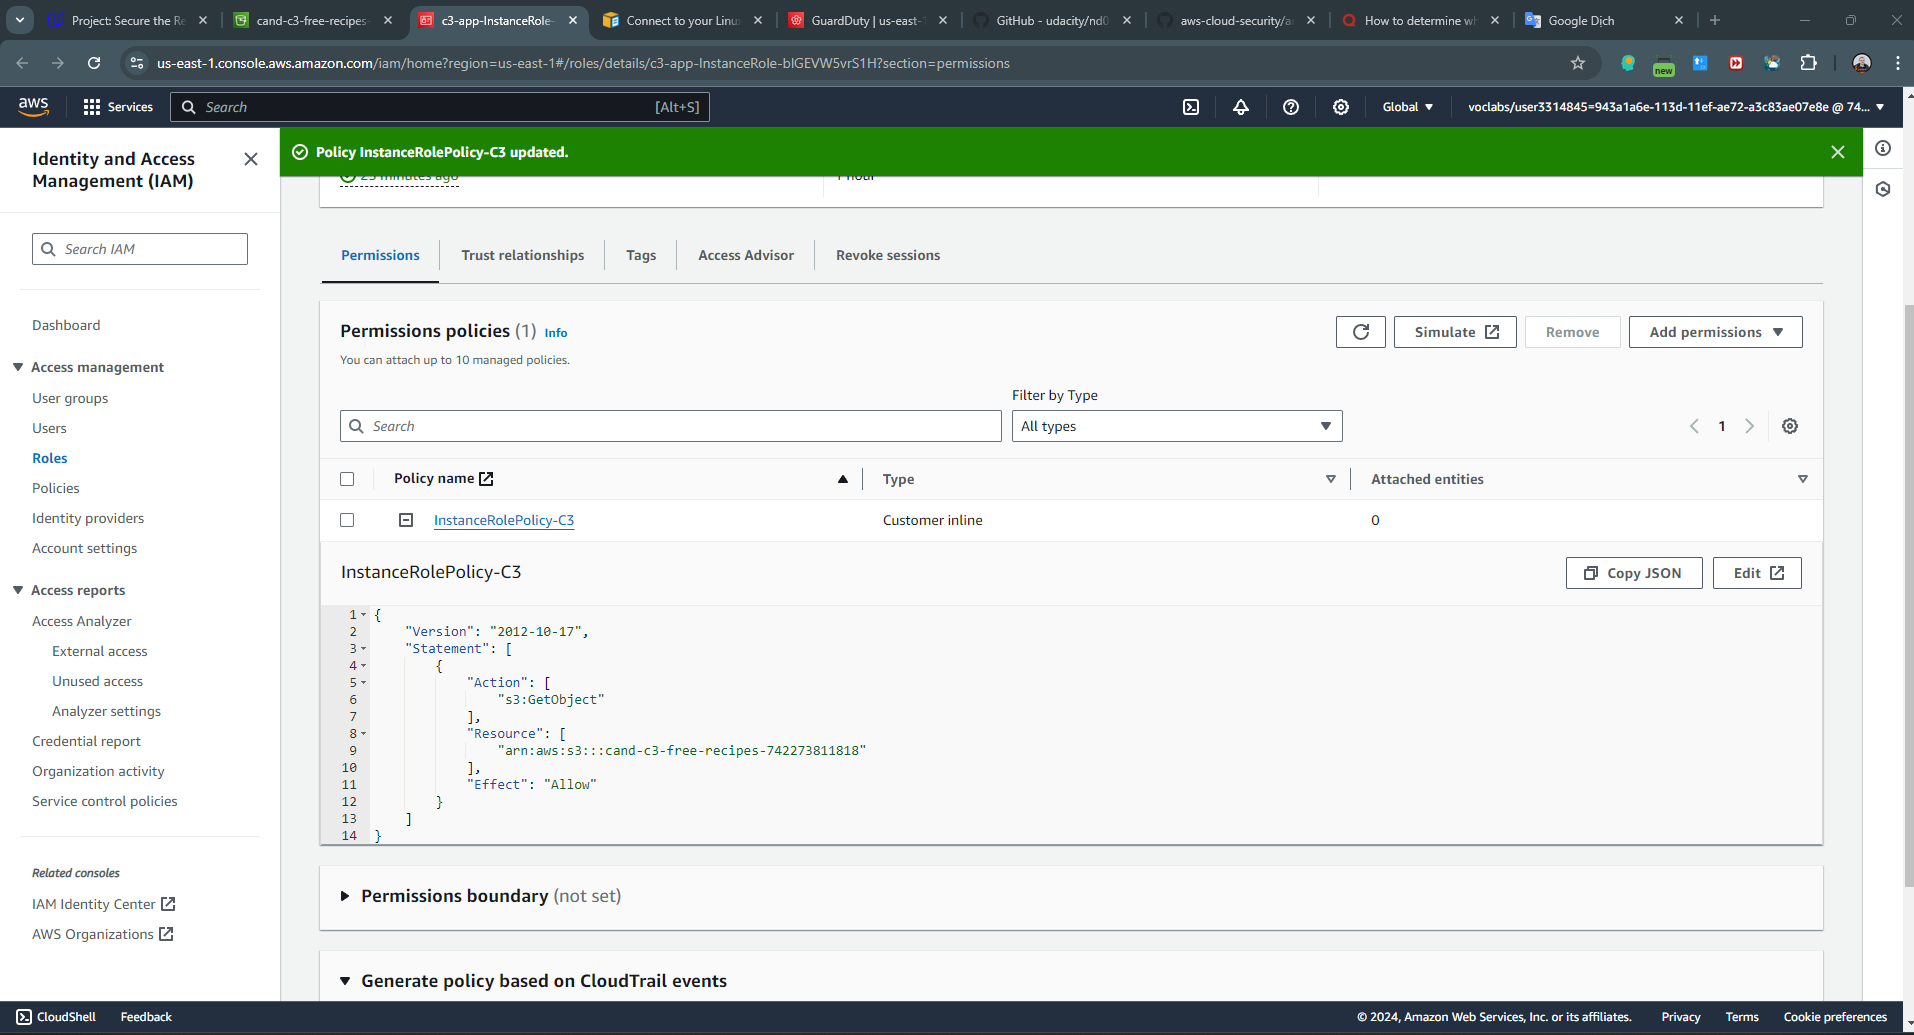 Project: Secure the Re
cand-c3-free-recipes-
c3-app-InstanceRole-
Connect to your Linu
GuardDuty | us-east-1
GitHub - udacity/nd0
aws-cloud-security/a
How to determine wh
Google Dịch
us-east-1.console.aws.amazon.com/iam/home?region=us-east-1#/roles/details/c3-app-InstanceRole-blGEVW5vrS1H?section=permissions
new
aws
Services
Search
[Alt+S]
Global
voclabs/user3314845=943a1a6e-113d-11ef-ae72-a3c83ae07e8e @ 74...
Identity and Access Management (IAM)
Search IAM
Dashboard
Access management
User groups
Users
Roles
Policies
Identity providers
Account settings
Access reports
Access Analyzer
External access
Unused access
Analyzer settings
Credential report
Organization activity
Service control policies
Related consoles
IAM Identity Center
AWS Organizations
Policy InstanceRolePolicy-C3 updated.
25 minutes ago
1 hour
Permissions
Trust relationships
Tags
Access Advisor
Revoke sessions
Permissions policies (1) Info
You can attach up to 10 managed policies.
Simulate
Remove
Add permissions
Filter by Type
Search
All types
1
Policy name
Type
Attached entities
InstanceRolePolicy-C3
Customer inline
0
InstanceRolePolicy-C3
Copy JSON
Edit
1 {
2 "Version": "2012-10-17",
3 "Statement": [
4 {
5 "Action": [
6 "s3:GetObject"
7 ],
8 "Resource": [
9 "arn:aws:s3:::cand-c3-free-recipes-742273811818"
10 ],
11 "Effect": "Allow"
12 }
13 ]
14 }
Permissions boundary (not set)
Generate policy based on CloudTrail events
CloudShell
Feedback
© 2024, Amazon Web Services, Inc. or its affiliates.
Privacy
Terms
Cookie preferences